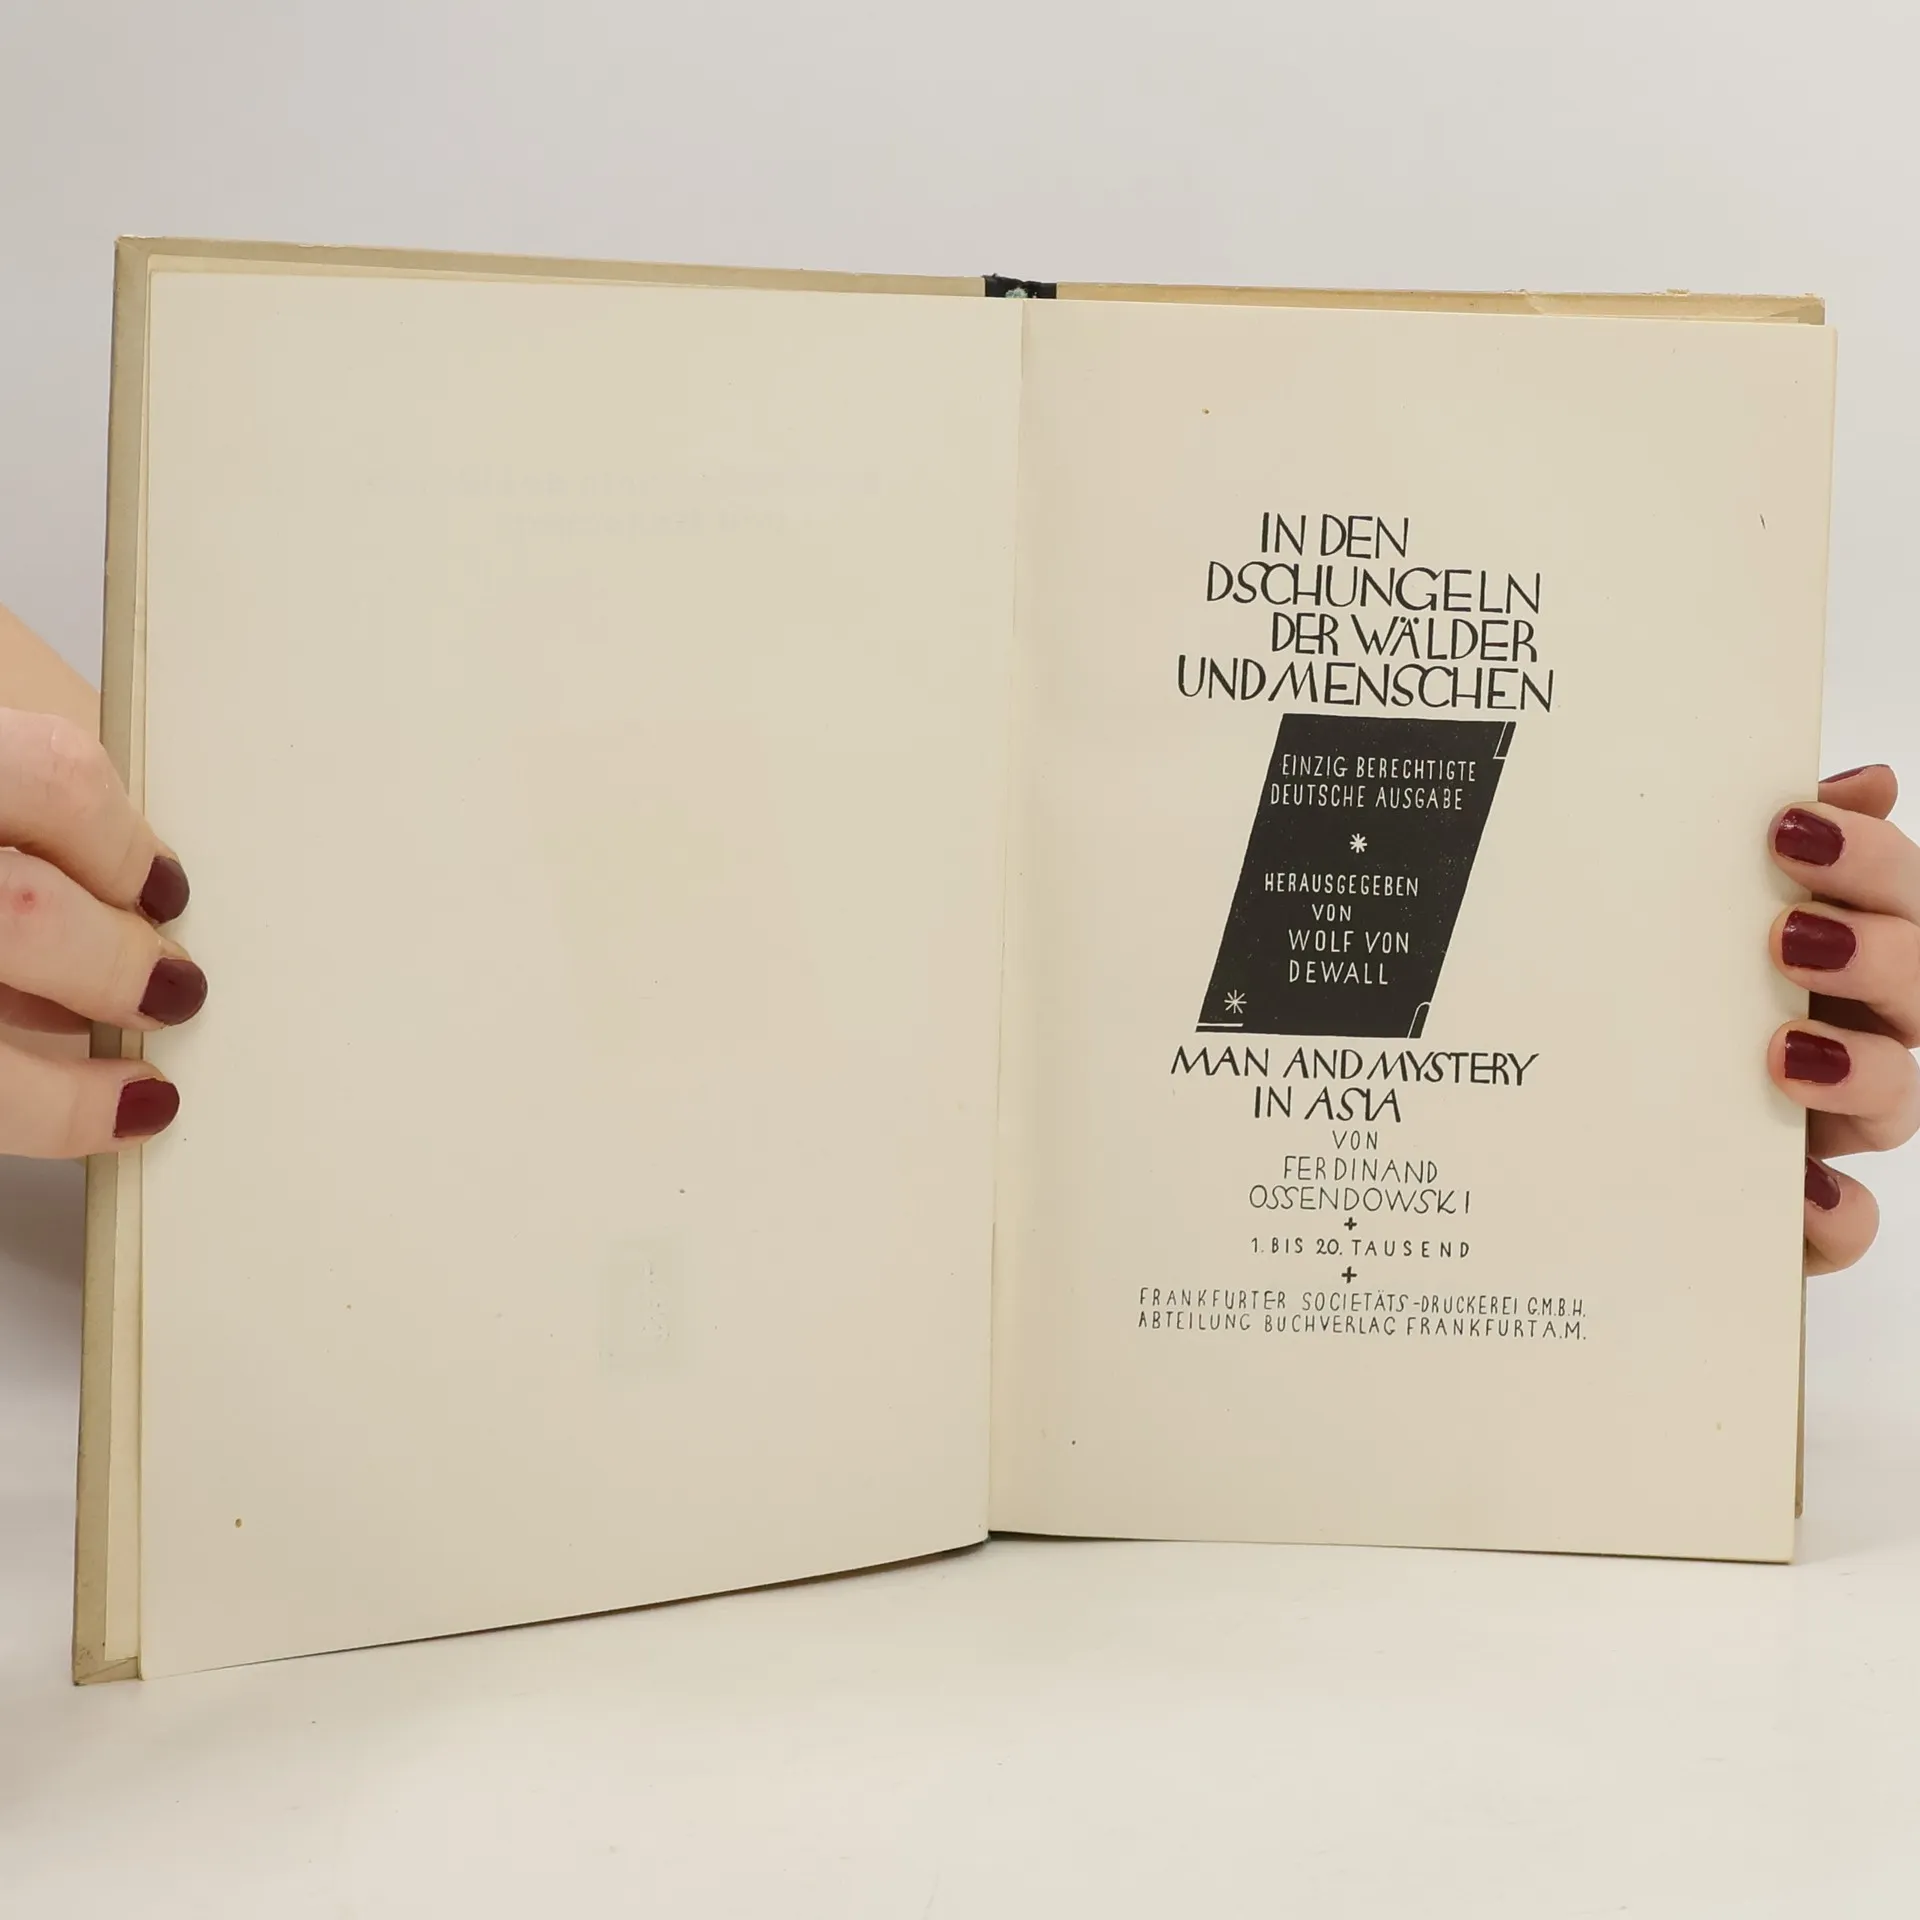 IN DEN
DSCHUNGELN
DER WÄLDER
UND MENSCHEN
EINZIG BERECHTIGTE
DEUTSCHE AUSGABE
*
HERAUSGEGEBEN
VON
WOLF VON
DEWALL
*
MAN AND MYSTERY
IN ASIA
VON
FERDINAND
OSSENDOWSKI
+
1. BIS 20. TAUSEND
+
FRANKFURTER SOCIETÄTS-DRUCKEREI G.M.B.H.
ABTEILUNG BUCHVERLAG FRANKFURT A.M.